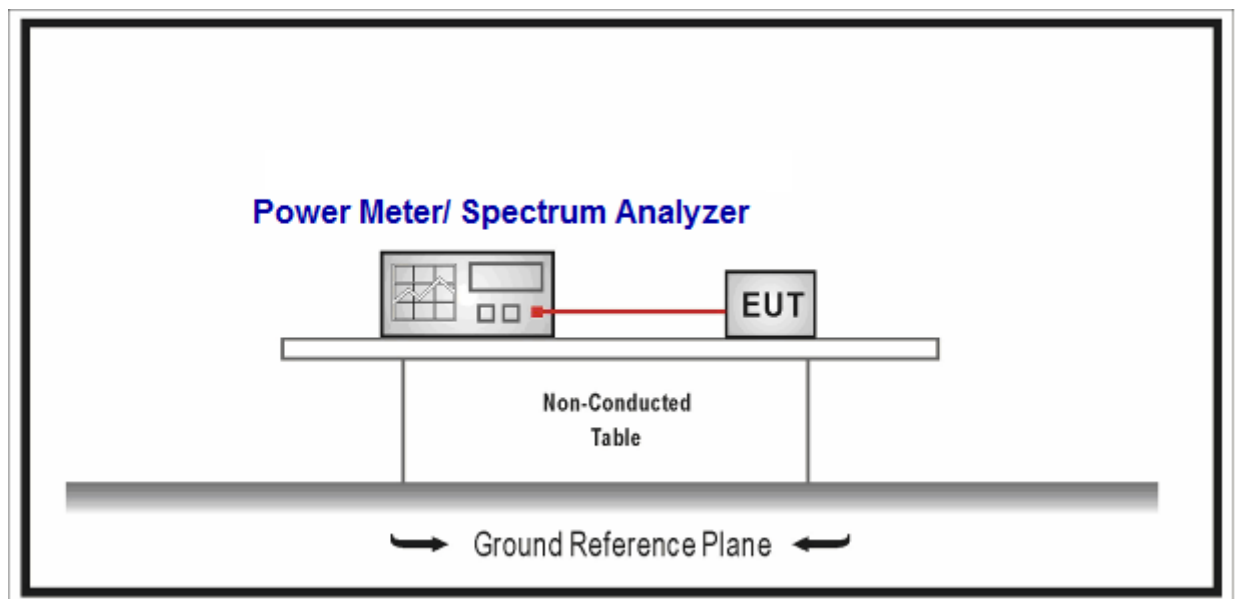 Power Meter/ Spectrum Analyzer
EUT
Non-Conducted
Table
Ground Reference Plane